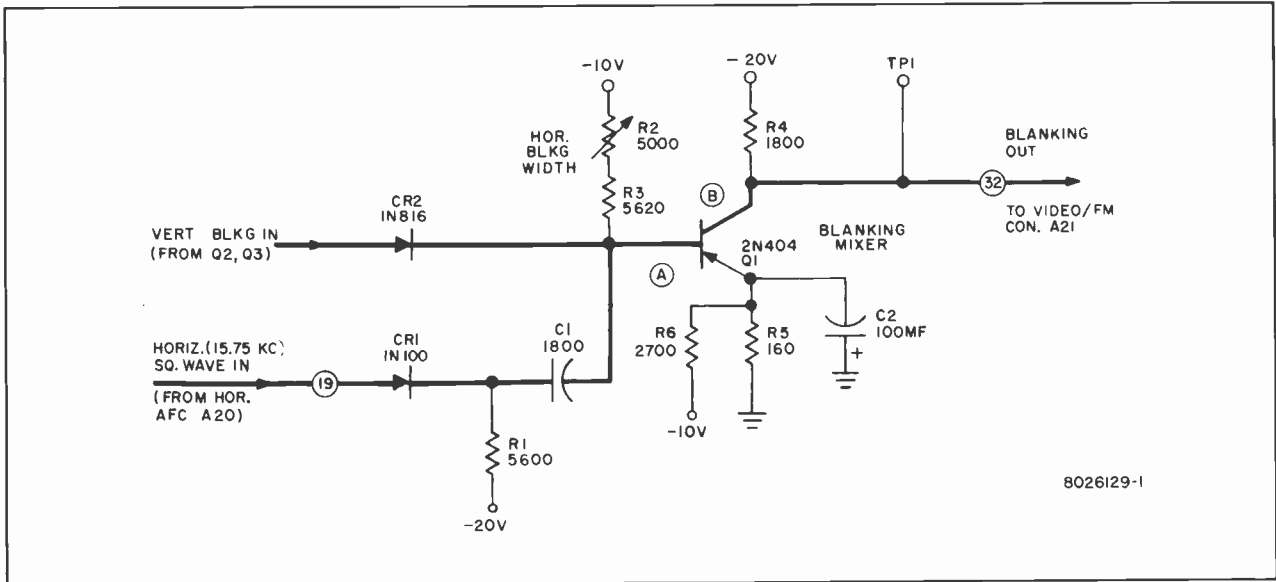 -10V
- 20V
TP1
HOR.
BLKG
WIDTH
R2
5000
R4
1800
BLANKING
OUT
R3
5620
CR2
IN816
B
32
TO VIDEO/FM
CON. A21
VERT BLKG IN
(FROM Q2, Q3)
2N404
Q1
BLANKING
MIXER
A
C1
1800
R6
2700
R5
160
C2
100MF
+
HORIZ.(15.75 KC)
SQ. WAVE IN
CR1
IN100
19
(FROM HOR.
AFC A20)
-10V
R1
5600
-20V
8026129-1